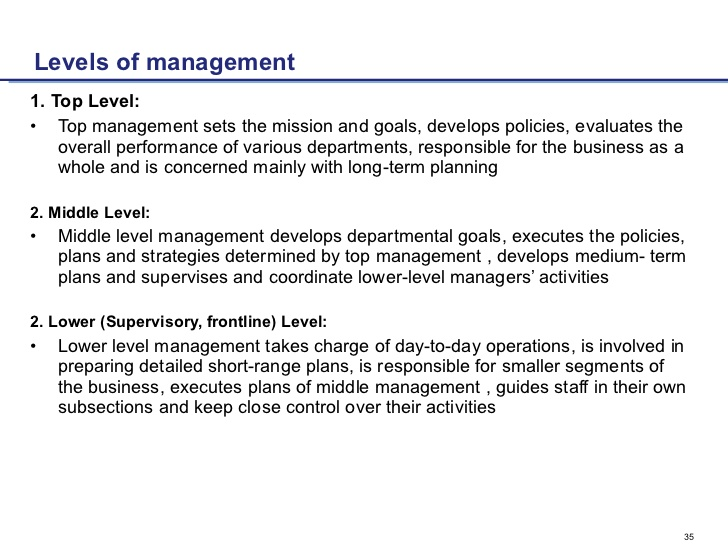 Levels of management
1. Top Level:
• Top management sets the mission and goals, develops policies, evaluates the
overall performance of various departments, responsible for the business as a
whole and is concerned mainly with long-term planning
2. Middle Level:
• Middle level management develops departmental goals, executes the policies,
plans and strategies determined by top management , develops medium- term
plans and supervises and coordinate lower-level managers’ activities
2. Lower (Supervisory, frontline) Level:
• Lower level management takes charge of day-to-day operations, is involved in
preparing detailed short-range plans, is responsible for smaller segments of
the business, executes plans of middle management , guides staff in their own
subsections and keep close control over their activities
35